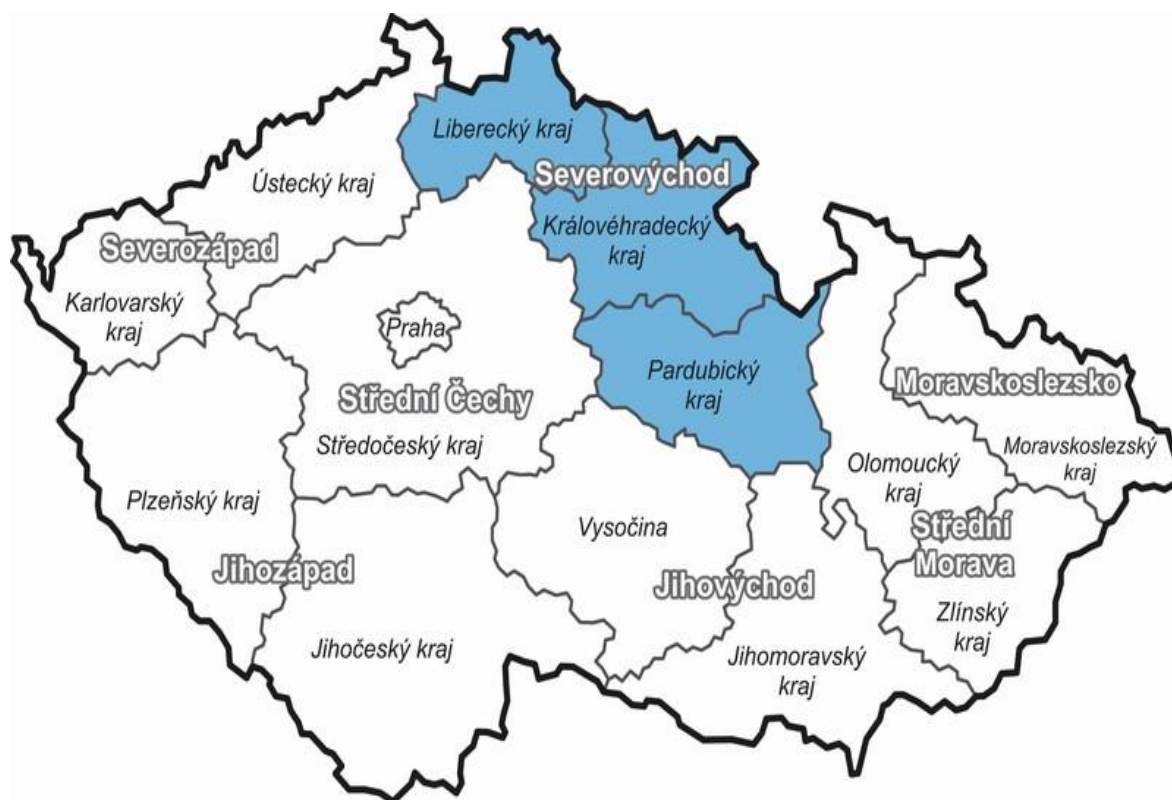 Liberecký kraj
Ústecký kraj
Severovýchod
Královéhradecký
kraj
Severozápad
Karlovarský
kraj
Praha
Pardubický
kraj
Moravskoslezsko
Střední Čechy
Středočeský kraj
Moravskoslezský
kraj
Olomoucký
kraj
Plzeňský kraj
Vysočina
Střední
Morava
Jihozápad
Jihovýchod
Zlínský
kraj
Jihočeský kraj
Jihomoravský
kraj